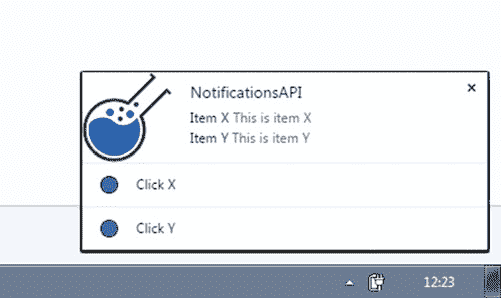 NotificationsAPI
Item X This is item X
Item Y This is item Y
Click X
Click Y
12:23